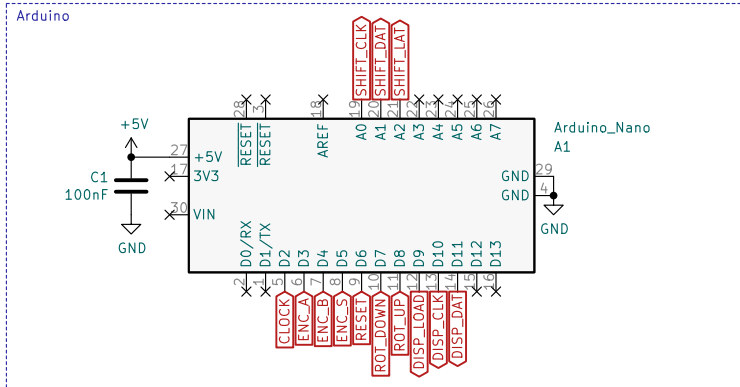 Arduino
SHIFT_CLK
SHIFT_DAT
SHIFT_LAT
28
3
18
19
20
21
22
23
24
25
26
RESET
RESET
AREF
A0
A1
A2
A3
A4
A5
A6
A7
Arduino_Nano
A1
+5V
27
+5V
17
3V3
C1
100nF
30
VIN
GND
29
GND
4
GND
GND
D0/RX
D1/TX
D2
D3
D4
D5
D6
D7
D8
D9
D10
D11
D12
D13
2
1
5
6
7
8
9
10
11
12
13
14
15
16
CLOCK
ENC_A
ENC_B
ENC_S
RESET
ROT_DOWN
ROT_UP
DISP_LOAD
DISP_CLK
DISP_DAT